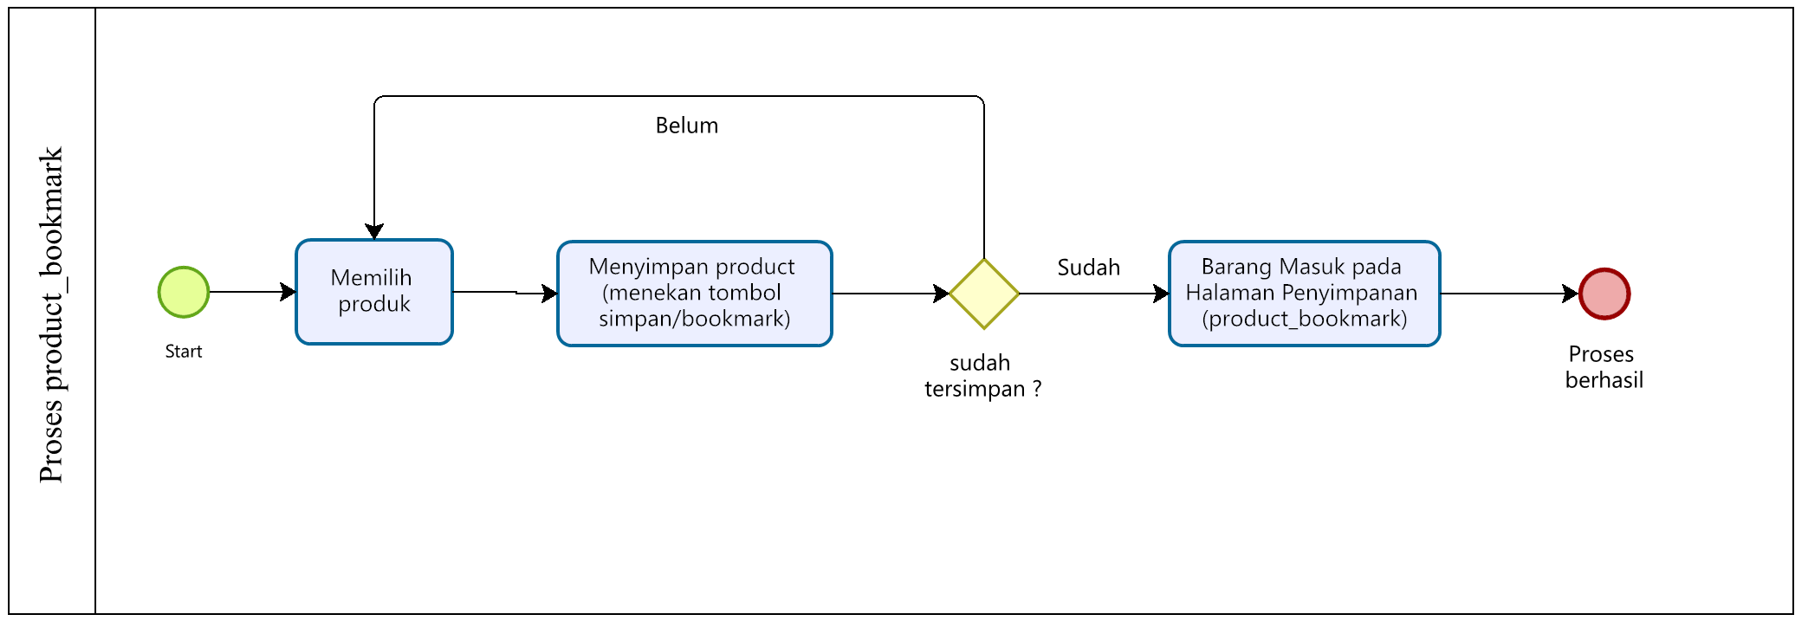 Proses product_bookmark
Belum
Start
Memilih
produk
Menyimpan product
(menekan tombol
simpan/bookmark)
sudah
tersimpan ?
Sudah
Barang Masuk pada
Halaman Penyimpanan
(product_bookmark)
Proses
berhasil